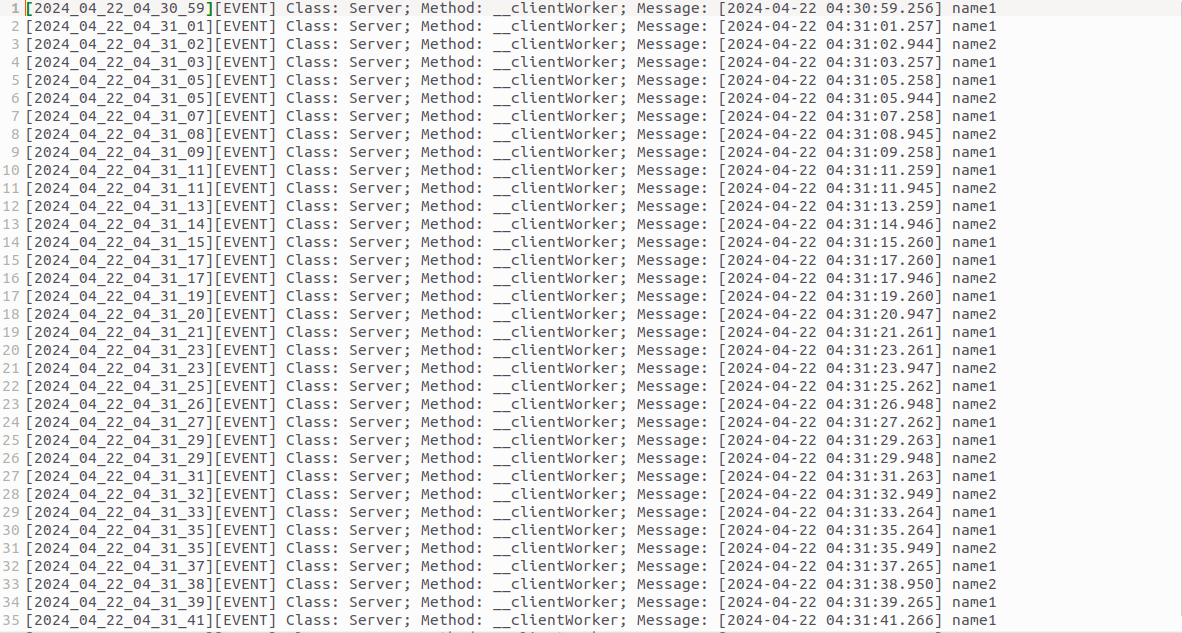 1 [2024_04_22_04_30_59][EVENT] Class: Server; Method: __clientWorker; Message: [2024-04-22 04:30:59.256] name1
2 [2024_04_22_04_31_01][EVENT] Class: Server; Method: __clientWorker; Message: [2024-04-22 04:31:01.257] name1
3 [2024_04_22_04_31_02][EVENT] Class: Server; Method: __clientWorker; Message: [2024-04-22 04:31:02.944] name2
4 [2024_04_22_04_31_03][EVENT] Class: Server; Method: __clientWorker; Message: [2024-04-22 04:31:03.257] name1
5 [2024_04_22_04_31_05][EVENT] Class: Server; Method: __clientWorker; Message: [2024-04-22 04:31:05.258] name1
6 [2024_04_22_04_31_05][EVENT] Class: Server; Method: __clientWorker; Message: [2024-04-22 04:31:05.944] name2
7 [2024_04_22_04_31_07][EVENT] Class: Server; Method: __clientWorker; Message: [2024-04-22 04:31:07.258] name1
8 [2024_04_22_04_31_08][EVENT] Class: Server; Method: __clientWorker; Message: [2024-04-22 04:31:08.945] name2
9 [2024_04_22_04_31_09][EVENT] Class: Server; Method: __clientWorker; Message: [2024-04-22 04:31:09.258] name1
10 [2024_04_22_04_31_11][EVENT] Class: Server; Method: __clientWorker; Message: [2024-04-22 04:31:11.259] name1
11 [2024_04_22_04_31_11][EVENT] Class: Server; Method: __clientWorker; Message: [2024-04-22 04:31:11.945] name2
12 [2024_04_22_04_31_13][EVENT] Class: Server; Method: __clientWorker; Message: [2024-04-22 04:31:13.259] name1
13 [2024_04_22_04_31_14][EVENT] Class: Server; Method: __clientWorker; Message: [2024-04-22 04:31:14.946] name2
14 [2024_04_22_04_31_15][EVENT] Class: Server; Method: __clientWorker; Message: [2024-04-22 04:31:15.260] name1
15 [2024_04_22_04_31_17][EVENT] Class: Server; Method: __clientWorker; Message: [2024-04-22 04:31:17.260] name1
16 [2024_04_22_04_31_17][EVENT] Class: Server; Method: __clientWorker; Message: [2024-04-22 04:31:17.946] name2
17 [2024_04_22_04_31_19][EVENT] Class: Server; Method: __clientWorker; Message: [2024-04-22 04:31:19.260] name1
18 [2024_04_22_04_31_20][EVENT] Class: Server; Method: __clientWorker; Message: [2024-04-22 04:31:20.947] name2
19 [2024_04_22_04_31_21][EVENT] Class: Server; Method: __clientWorker; Message: [2024-04-22 04:31:21.261] name1
20 [2024_04_22_04_31_23][EVENT] Class: Server; Method: __clientWorker; Message: [2024-04-22 04:31:23.261] name1
21 [2024_04_22_04_31_23][EVENT] Class: Server; Method: __clientWorker; Message: [2024-04-22 04:31:23.947] name2
22 [2024_04_22_04_31_25][EVENT] Class: Server; Method: __clientWorker; Message: [2024-04-22 04:31:25.262] name1
23 [2024_04_22_04_31_26][EVENT] Class: Server; Method: __clientWorker; Message: [2024-04-22 04:31:26.948] name2
24 [2024_04_22_04_31_27][EVENT] Class: Server; Method: __clientWorker; Message: [2024-04-22 04:31:27.262] name1
25 [2024_04_22_04_31_29][EVENT] Class: Server; Method: __clientWorker; Message: [2024-04-22 04:31:29.263] name1
26 [2024_04_22_04_31_29][EVENT] Class: Server; Method: __clientWorker; Message: [2024-04-22 04:31:29.948] name2
27 [2024_04_22_04_31_31][EVENT] Class: Server; Method: __clientWorker; Message: [2024-04-22 04:31:31.263] name1
28 [2024_04_22_04_31_32][EVENT] Class: Server; Method: __clientWorker; Message: [2024-04-22 04:31:32.949] name2
29 [2024_04_22_04_31_33][EVENT] Class: Server; Method: __clientWorker; Message: [2024-04-22 04:31:33.264] name1
30 [2024_04_22_04_31_35][EVENT] Class: Server; Method: __clientWorker; Message: [2024-04-22 04:31:35.264] name1
31 [2024_04_22_04_31_35][EVENT] Class: Server; Method: __clientWorker; Message: [2024-04-22 04:31:35.949] name2
32 [2024_04_22_04_31_37][EVENT] Class: Server; Method: __clientWorker; Message: [2024-04-22 04:31:37.265] name1
33 [2024_04_22_04_31_38][EVENT] Class: Server; Method: __clientWorker; Message: [2024-04-22 04:31:38.950] name2
34 [2024_04_22_04_31_39][EVENT] Class: Server; Method: __clientWorker; Message: [2024-04-22 04:31:39.265] name1
35 [2024_04_22_04_31_41][EVENT] Class: Server; Method: __clientWorker; Message: [2024-04-22 04:31:41.266] name1